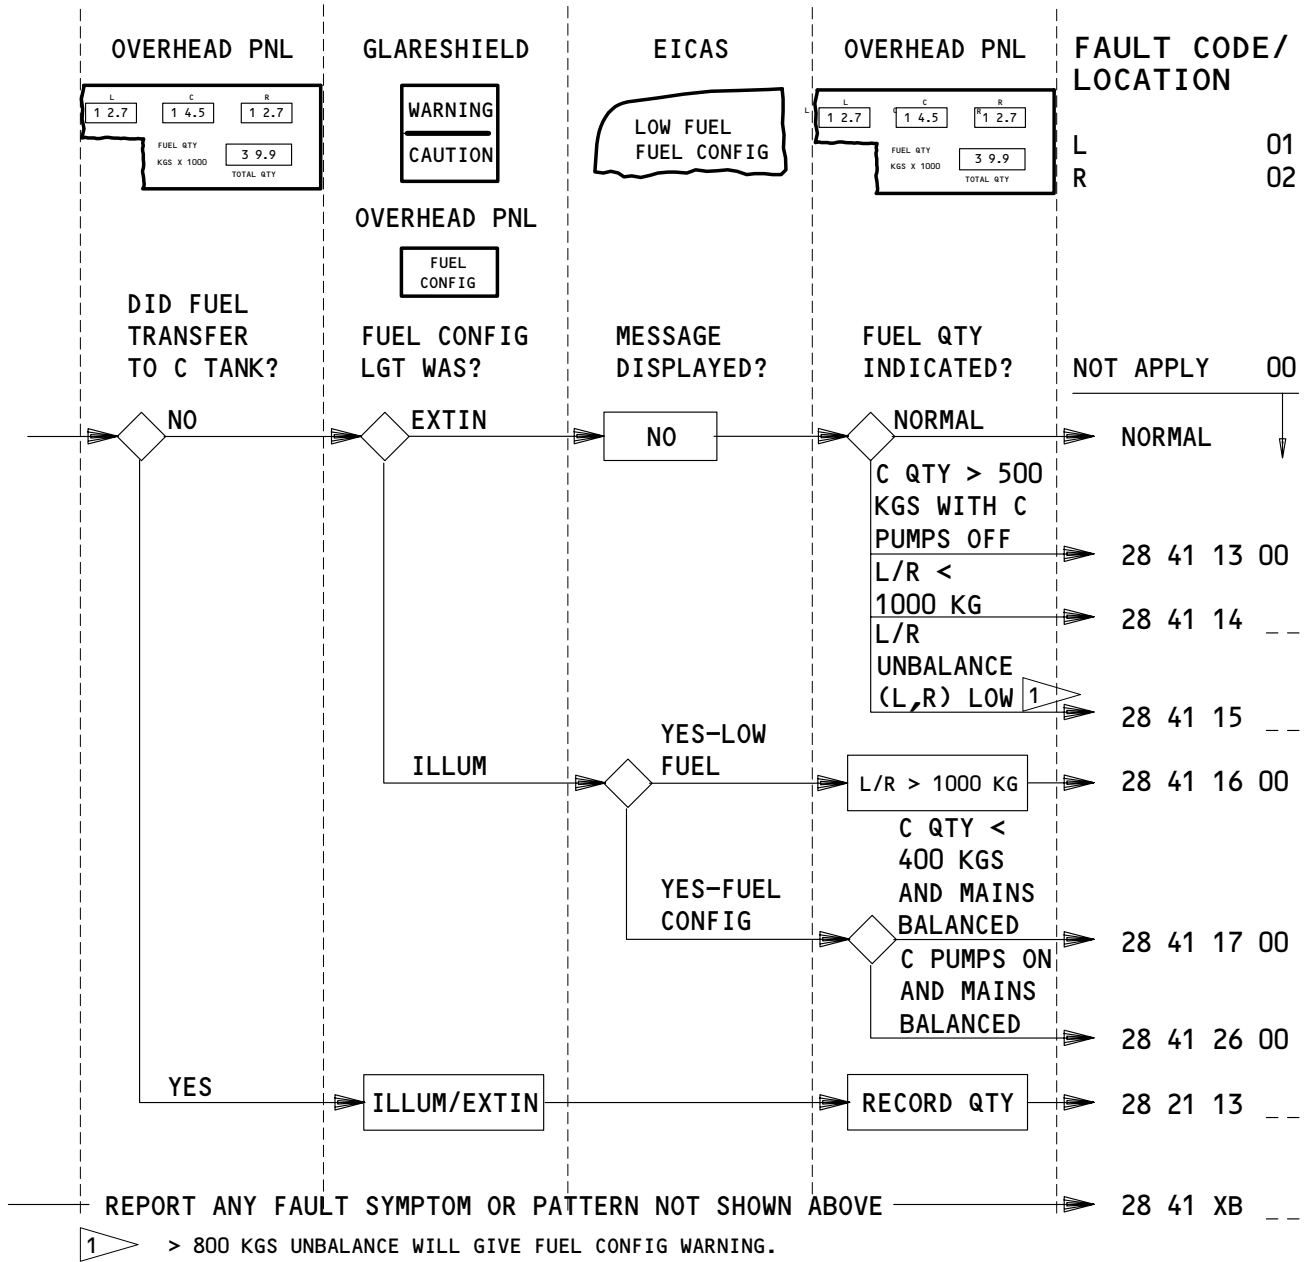 OVERHEAD PNL
GLARESHIELD
EICAS
OVERHEAD PNL
FAULT CODE/
LOCATION
L C R
1 2.7 1 4.5 1 2.7
FUEL QTY
KGS X 1000
3 9.9
TOTAL QTY
WARNING
CAUTION
LOW FUEL
FUEL CONFIG
L C R
L C R
1 2.7 1 4.5 1 2.7
FUEL QTY
KGS X 1000
3 9.9
TOTAL QTY
L 01
R 02
OVERHEAD PNL
FUEL
CONFIG
DID FUEL
TRANSFER
TO C TANK?
FUEL CONFIG
LGT WAS?
MESSAGE
DISPLAYED?
FUEL QTY
INDICATED?
NOT APPLY 00
NO
EXTIN
NO
NORMAL
NORMAL
C QTY > 500
KGS WITH C
PUMPS OFF
28 41 13 00
L/R <
1000 KG
28 41 14 _ _
L/R
UNBALANCE
(L,R) LOW 1
28 41 15 _ _
ILLUM
YES-LOW
FUEL
L/R > 1000 KG
28 41 16 00
YES-FUEL
CONFIG
C QTY <
400 KGS
AND MAINS
BALANCED
28 41 17 00
C PUMPS ON
AND MAINS
BALANCED
28 41 26 00
YES
ILLUM/EXTIN
RECORD QTY
28 21 13 _ _
REPORT ANY FAULT SYMPTOM OR PATTERN NOT SHOWN ABOVE
28 41 XB _ _
1 > 800 KGS UNBALANCE WILL GIVE FUEL CONFIG WARNING.